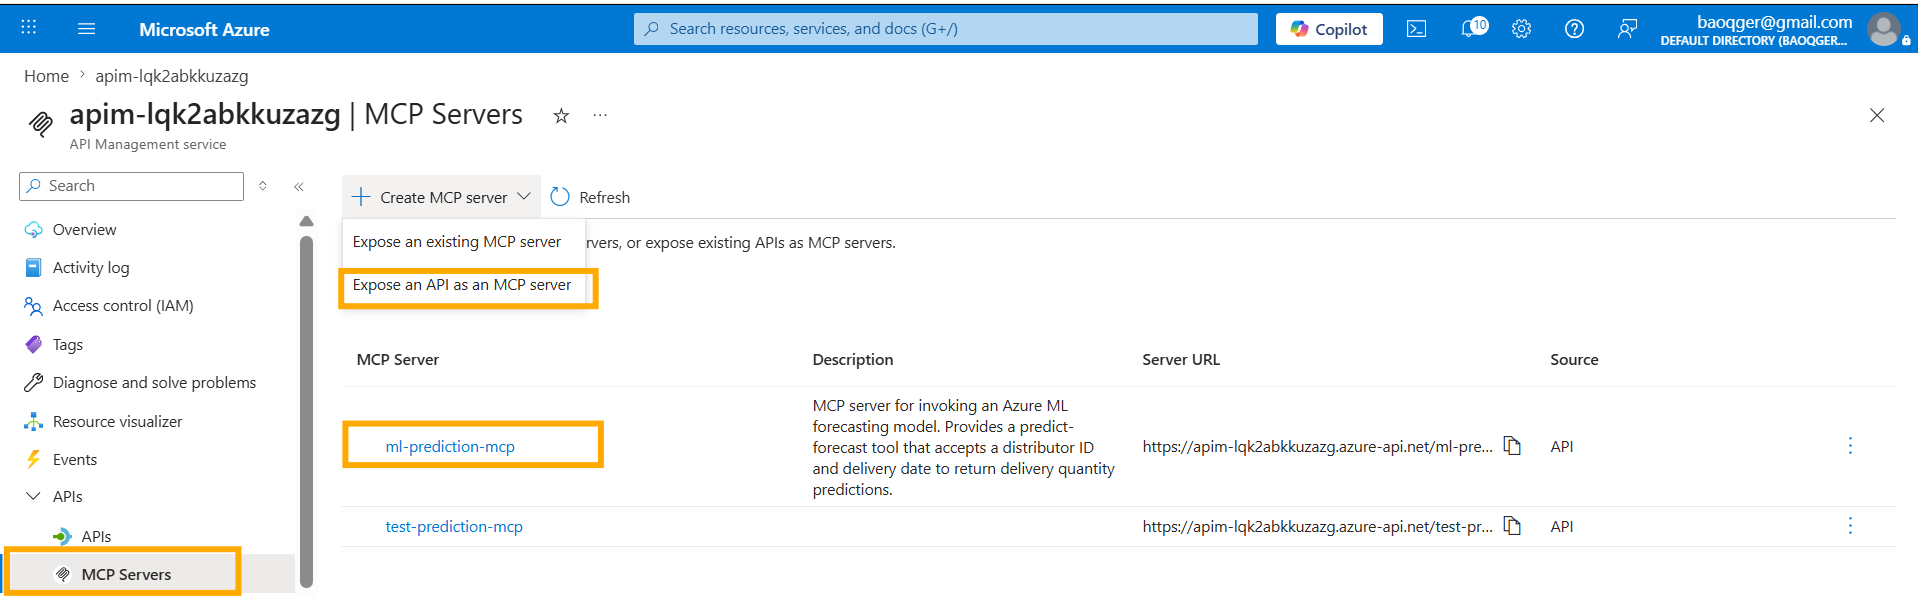 Microsoft Azure
Search resources, services, and docs (G+/)
Copilot
10
baoqger@gmail.com
DEFAULT DIRECTORY (BAOQGER...
Home > apim-lqk2abkkuzazg
apim-lqk2abkkuzazg | MCP Servers
API Management service
Search
Create MCP server
Refresh
Overview
Activity log
Access control (IAM)
Tags
Diagnose and solve problems
Resource visualizer
Events
APIs
APIs
MCP Servers
Expose an existing MCP server
rvers, or expose existing APIs as MCP servers.
Expose an API as an MCP server
MCP Server Description Server URL Source
ml-prediction-mcp
MCP server for invoking an Azure ML
forecasting model. Provides a predict-
forecast tool that accepts a distributor ID
and delivery date to return delivery quantity
predictions.
https://apim-lqk2abkkuzazg.azure-api.net/ml-pre...
API
test-prediction-mcp
https://apim-lqk2abkkuzazg.azure-api.net/test-pr...
API